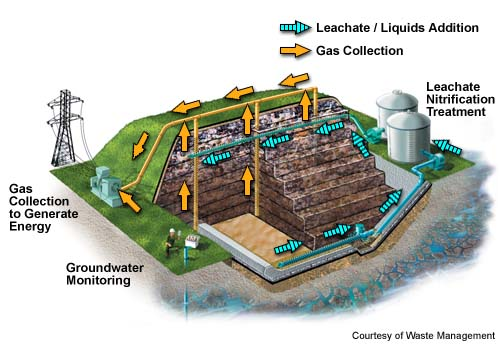 Leachate / Liquids Addition
Gas Collection
Leachate
Nitrification
Treatment
Gas
Collection
to Generate
Energy
Groundwater
Monitoring
Courtesy of Waste Management